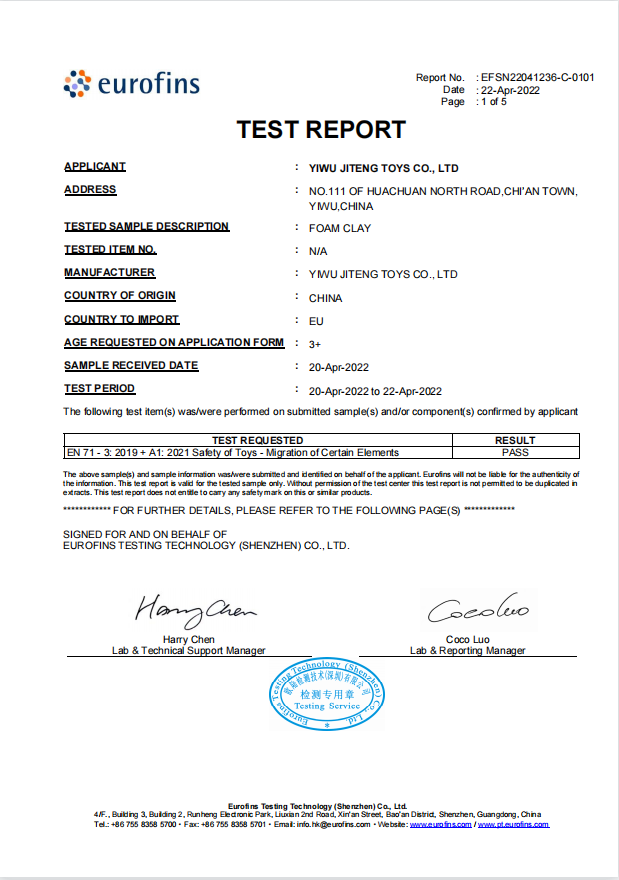 eurofins
Report No. : EFSN22041236-C-0101
Date : 22-Apr-2022
Page : 1 of 5
TEST REPORT
APPLICANT : YIWU JITENG TOYS CO., LTD
ADDRESS : NO.111 OF HUACHUAN NORTH ROAD,CHI'AN TOWN,
YIWU,CHINA
TESTED SAMPLE DESCRIPTION : FOAM CLAY
TESTED ITEM NO. : N/A
MANUFACTURER : YIWU JITENG TOYS CO., LTD
COUNTRY OF ORIGIN : CHINA
COUNTRY TO IMPORT : EU
AGE REQUESTED ON APPLICATION FORM : 3+
SAMPLE RECEIVED DATE : 20-Apr-2022
TEST PERIOD : 20-Apr-2022 to 22-Apr-2022
The following test item(s) was/were performed on submitted sample(s) and/or component(s) confirmed by applicant
TEST REQUESTED RESULT
EN 71 - 3: 2019 + A1: 2021 Safety of Toys - Migration of Certain Elements PASS
The above sample(s) and sample information was/were submitted and identified on behalf of the applicant. Eurofins will not be liable for the authenticity of
the information. This test report is valid for the tested sample only. Without permission of the test center this test report is not permitted to be duplicated in
extracts. This test report does not entitle to carry any safety mark on this or similar products.
************ FOR FURTHER DETAILS, PLEASE REFER TO THE FOLLOWING PAGE(S) *************
SIGNED FOR AND ON BEHALF OF
EUROFINS TESTING TECHNOLOGY (SHENZHEN) CO., LTD.
Harry Chen
Coco Luo
Harry Chen
Lab & Technical Support Manager
Coco Luo
Lab & Reporting Manager
Eurofins Testing Technology (Shenzhen) Co., Ltd.
检测技术(深圳)有限公司
检测专用章
Testing Service
Eurofins Testing Technology (Shenzhen) Co., Ltd.
4/F., Building 3, Building 2, Runheng Electronic Park, Liuxian 2nd Road, Xin'an Street, Bao'an District, Shenzhen, Guangdong, China
Tel.: +86 755 8358 5700 • Fax: +86 755 8358 5701 • Email: info.hk@eurofins.com • Website: www.eurofins.com / www.pt.eurofins.com